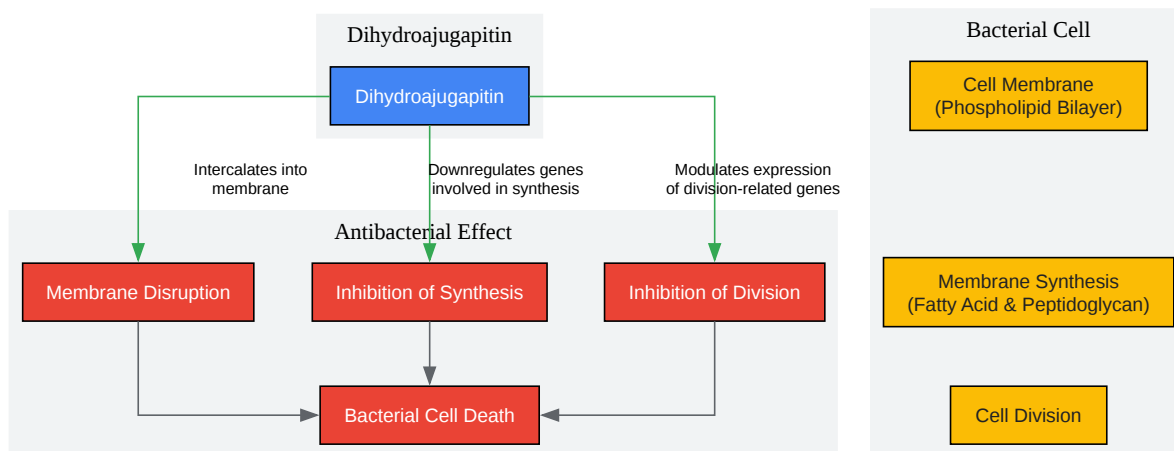 Dihydroajugapitin
Dihydroajugapitin
Intercalates into
membrane
Downregulates genes
involved in synthesis
Modulates expression
of division-related genes
Antibacterial Effect
Membrane Disruption
Inhibition of Synthesis
Inhibition of Division
Bacterial Cell Death
Bacterial Cell
Cell Membrane
(Phospholipid Bilayer)
Membrane Synthesis
(Fatty Acid & Peptidoglycan)
Cell Division